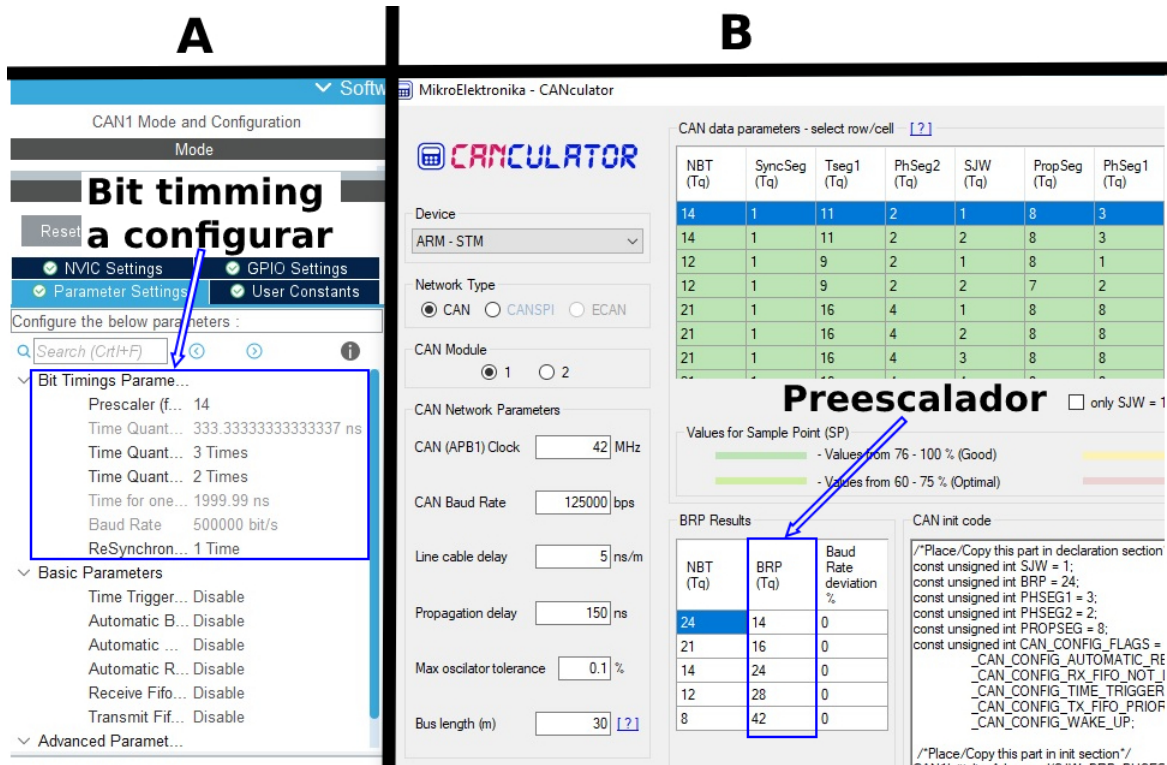 A
B
Softw
CAN1 Mode and Configuration
Mode
Bit timming
a configurar
Reset
NVIC Settings
GPIO Settings
Parameter Settings
User Constants
Configure the below parameters :
Search (Crtl+F)
Bit Timings Parame...
Prescaler (f... 14
Time Quant... 333.33333333333337 ns
Time Quant... 3 Times
Time Quant... 2 Times
Time for one... 1999.99 ns
Baud Rate 500000 bit/s
ReSynchron... 1 Time
Basic Parameters
Time Trigger... Disable
Automatic B... Disable
Automatic ... Disable
Automatic R... Disable
Receive Fifo... Disable
Transmit Fif... Disable
Advanced Paramet...
MikroElektronika - CANculator
CANCULATOR
Device
ARM - STM
Network Type
CAN CANSPI ECAN
CAN Module
1 2
CAN Network Parameters
CAN (APB1) Clock 42 MHz
CAN Baud Rate 125000 bps
Line cable delay 5 ns/m
Propagation delay 150 ns
Max oscilator tolerance 0.1 %
Bus length (m) 30 [?]
CAN data parameters - select row/cell [?]
NBT (Tq) SyncSeg (Tq) Tseg1 (Tq) PhSeg2 (Tq) SJW (Tq) PropSeg (Tq) PhSeg1 (Tq)
14 1 11 2 1 8 3
14 1 11 2 2 8 3
12 1 9 2 1 8 1
12 1 9 2 2 7 2
21 1 16 4 1 8 8
21 1 16 4 2 8 8
21 1 16 4 3 8 8
Preescalador
only SJW = 1
Values for Sample Point (SP)
- Values from 76 - 100 % (Good)
- Values from 60 - 75 % (Optimal)
BRP Results
NBT (Tq) BRP (Tq) Baud Rate deviation %
24 14 0
21 16 0
14 24 0
12 28 0
8 42 0
CAN init code
/*Place/Copy this part in declaration section
const unsigned int SJW = 1;
const unsigned int BRP = 24;
const unsigned int PHSEG1 = 3;
const unsigned int PHSEG2 = 2;
const unsigned int PROPSEG = 8;
const unsigned int CAN_CONFIG_FLAGS =
_CAN_CONFIG_AUTOMATIC_RE
_CAN_CONFIG_RX_FIFO_NOT_L
_CAN_CONFIG_TIME_TRIGGER
_CAN_CONFIG_TX_FIFO_PRIOR
_CAN_CONFIG_WAKE_UP;
/*Place/Copy this part in init section*/